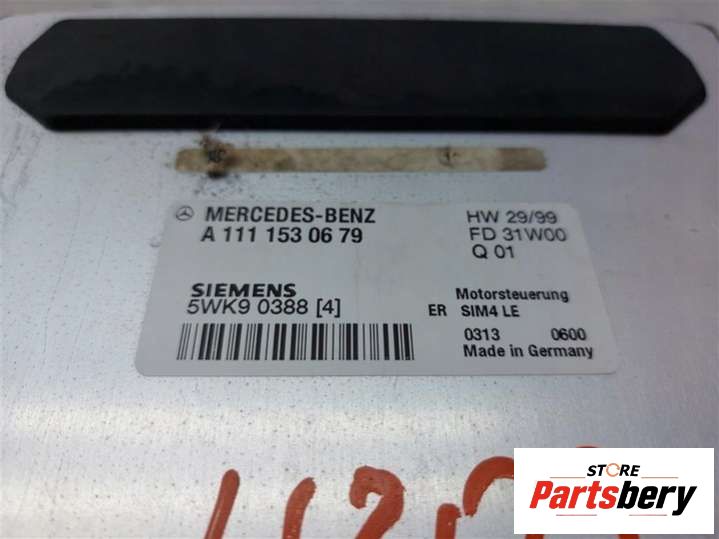 MERCEDES-BENZ
A 111 153 06 79
HW 29/99
FD 31W00
Q 01
SIEMENS
5WK9 0388 [4]
Motorsteuerung
ER SIM4 LE
0313 0600
Made in Germany
STORE
Partsbery